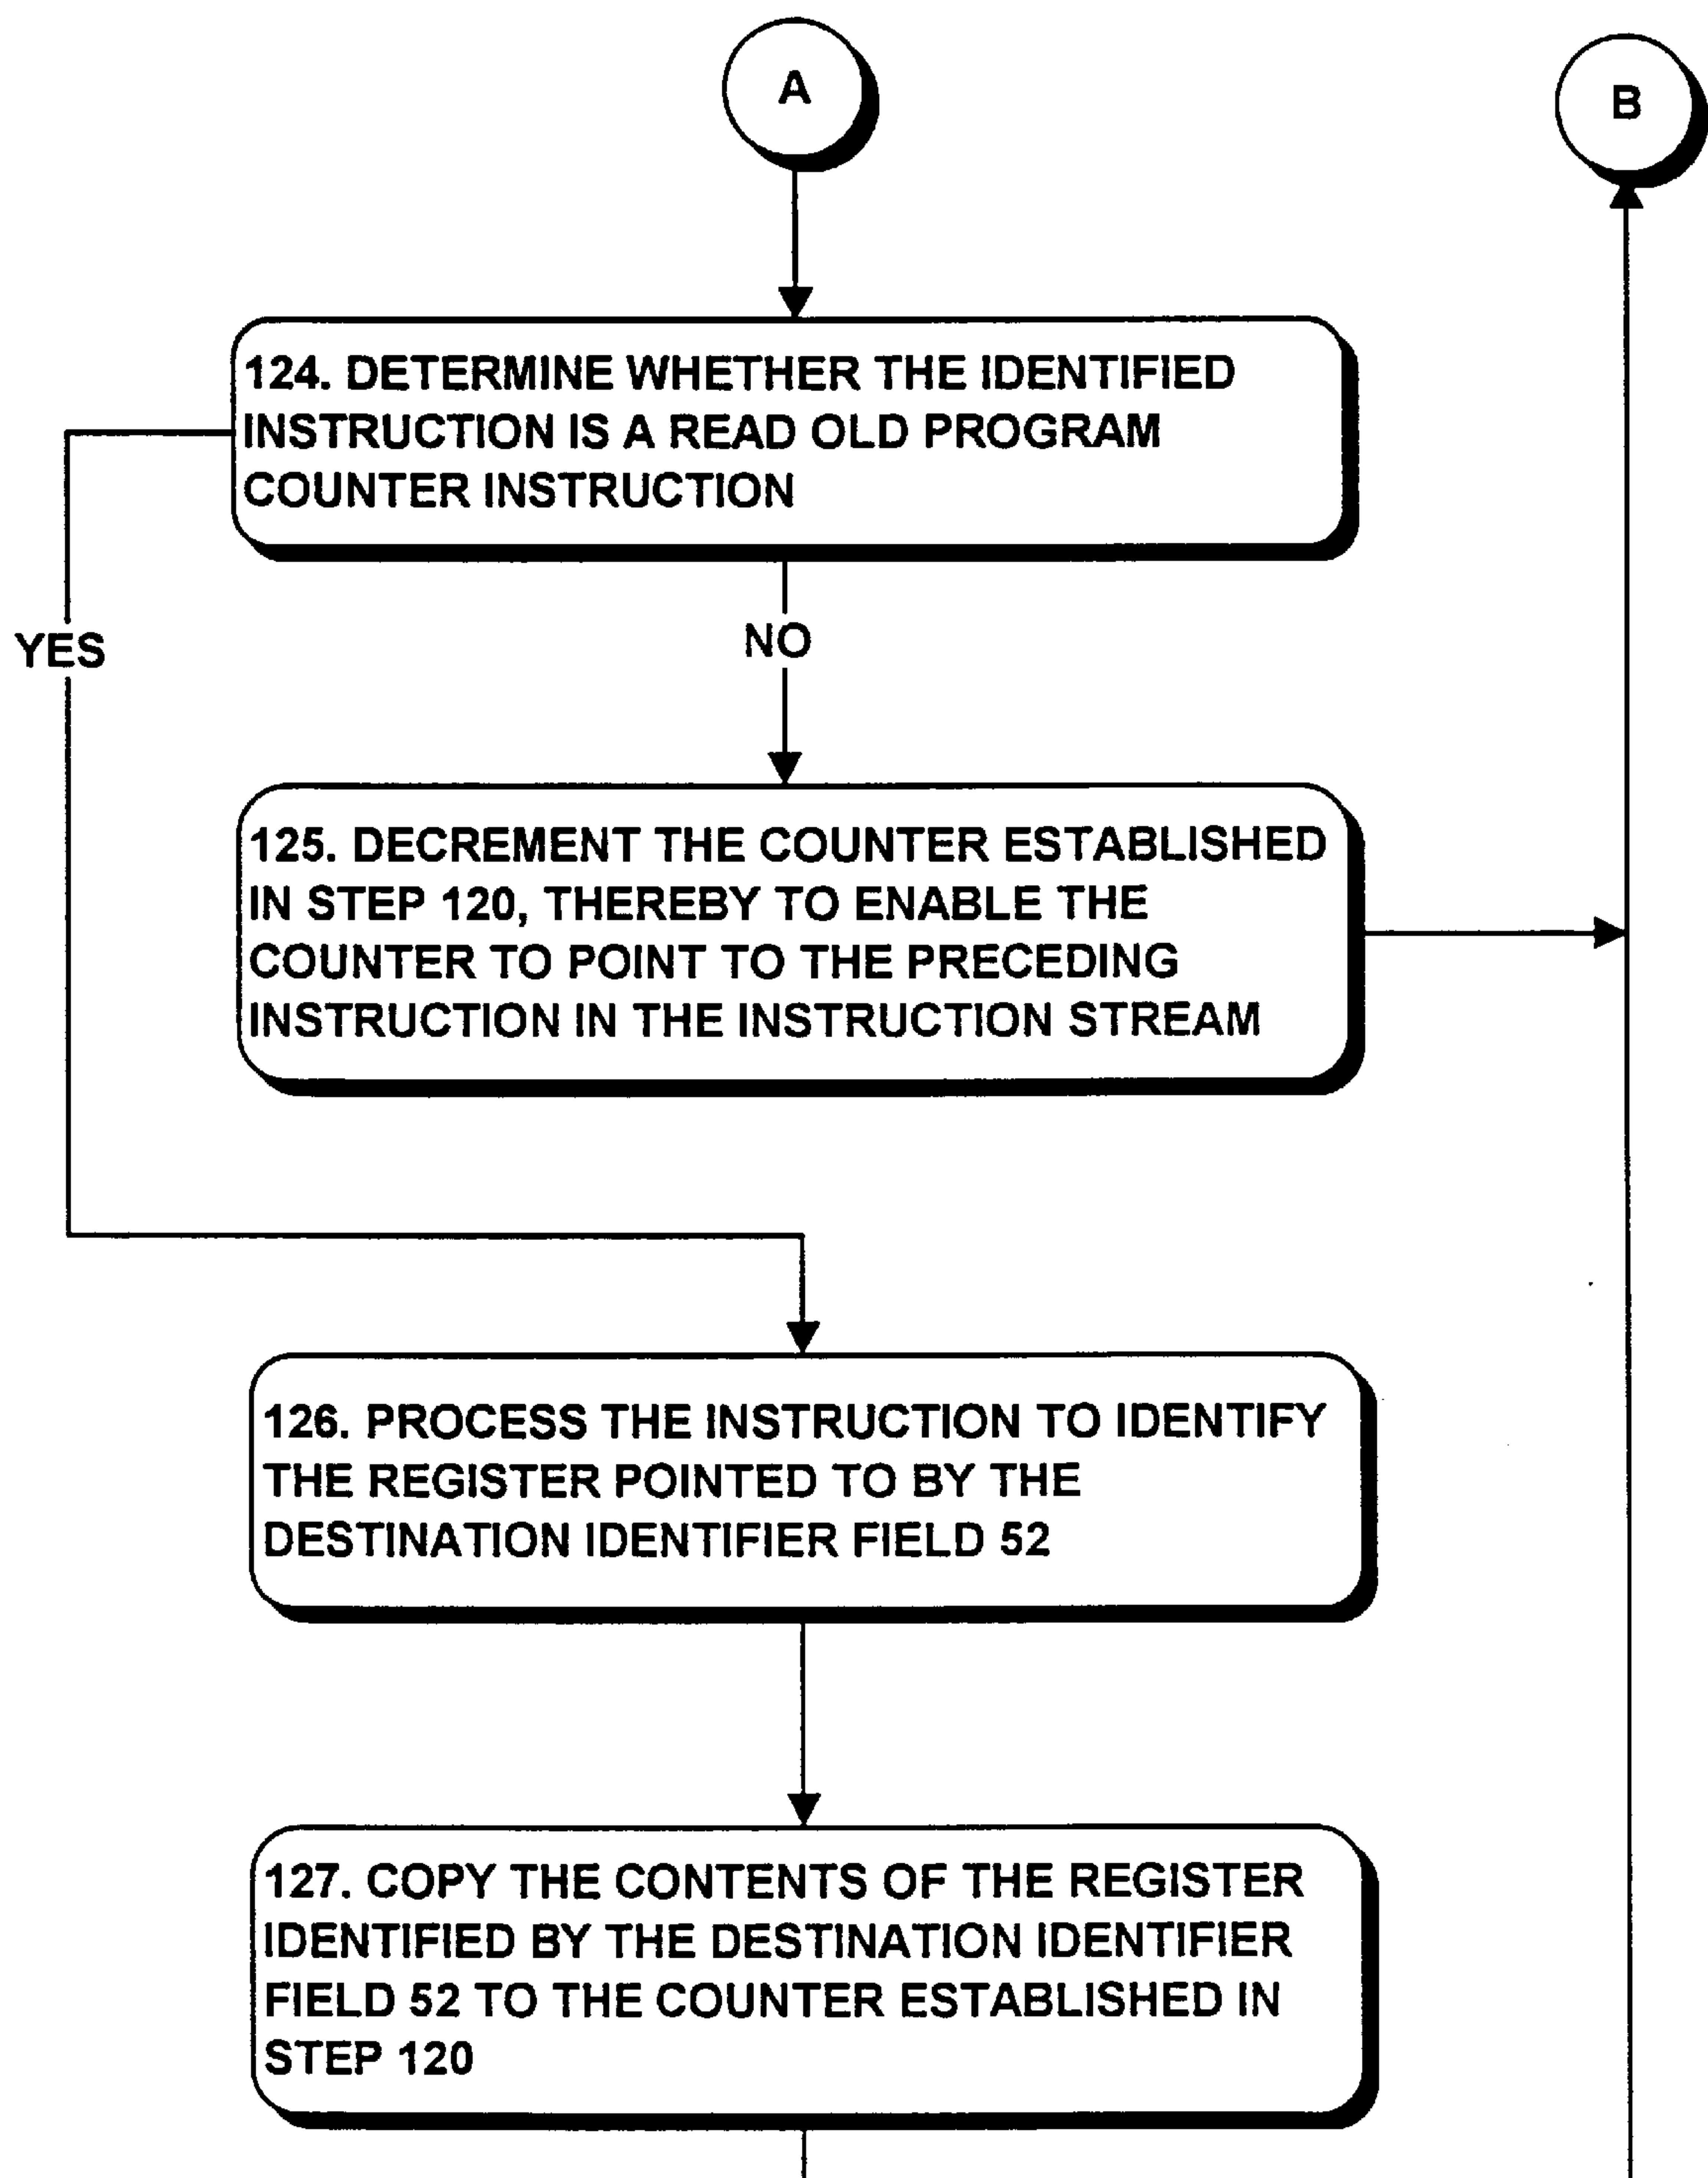 A
B
124. DETERMINE WHETHER THE IDENTIFIED
INSTRUCTION IS A READ OLD PROGRAM
COUNTER INSTRUCTION
YES
NO
125. DECREMENT THE COUNTER ESTABLISHED
IN STEP 120, THEREBY TO ENABLE THE
COUNTER TO POINT TO THE PRECEDING
INSTRUCTION IN THE INSTRUCTION STREAM
126. PROCESS THE INSTRUCTION TO IDENTIFY
THE REGISTER POINTED TO BY THE
DESTINATION IDENTIFIER FIELD 52
127. COPY THE CONTENTS OF THE REGISTER
IDENTIFIED BY THE DESTINATION IDENTIFIER
FIELD 52 TO THE COUNTER ESTABLISHED IN
STEP 120